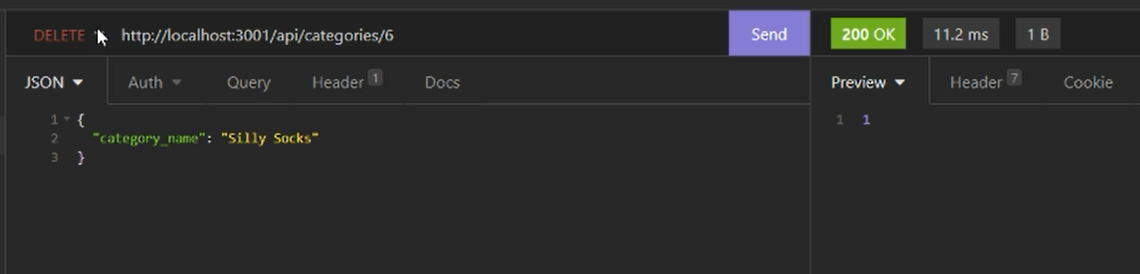 DELETE http://localhost:3001/api/categories/6 Send 200 OK 11.2 ms 1 B
JSON Auth Query Header 1 Docs Preview Header 7 Cookie
1 { 1 1
2 "category_name": "Silly Socks"
3 }